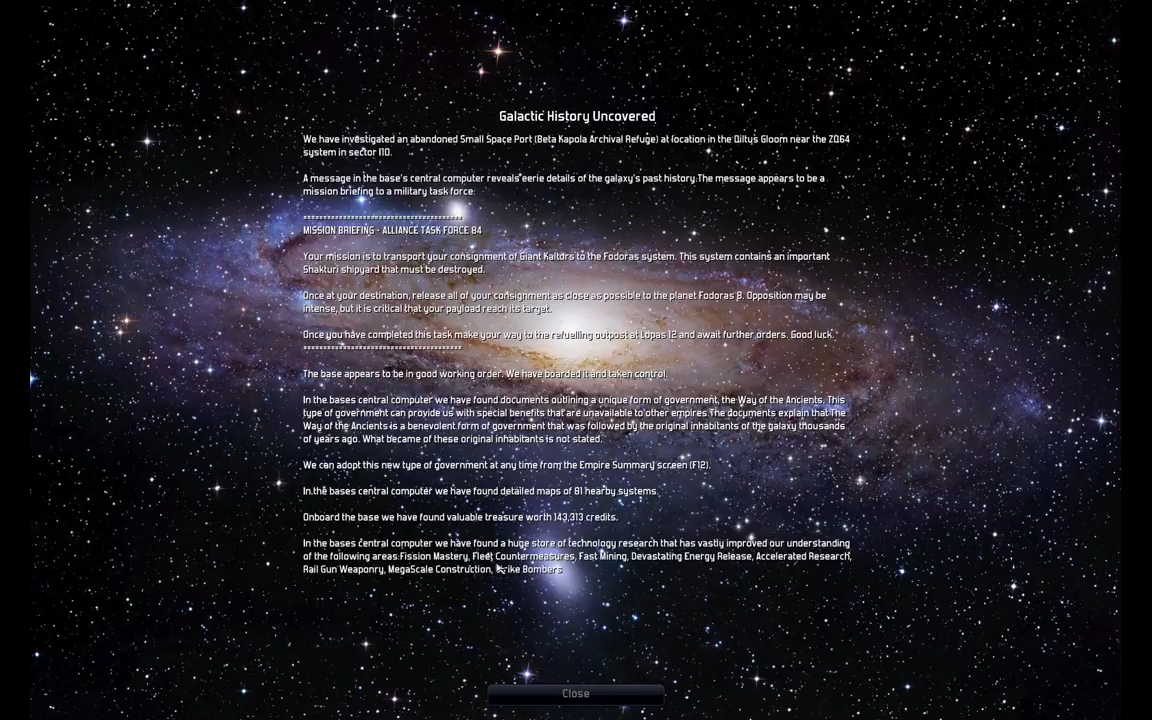 Galactic History Uncovered
We have investigated an abandoned Small Space Port (Beta Kapola Archival Refuge) at location in the Qiltys Gloom near the ZQ64
system in sector I10.
A message in the base's central computer reveals eerie details of the galaxy's past history.The message appears to be a
mission briefing to a military task force:
========================================
MISSION BRIEFING - ALLIANCE TASK FORCE 84
Your mission is to transport your consignment of Giant Kaltors to the Fodoras system. This system contains an important
Shakturi shipyard that must be destroyed.
Once at your destination, release all of your consignment as close as possible to the planet Fodoras 8. Opposition may be
intense, but it is critical that your payload reach its target.
Once you have completed this task make your way to the refuelling outpost at Lopas 12 and await further orders. Good luck.
========================================
The base appears to be in good working order. We have boarded it and taken control.
In the bases central computer we have found documents outlining a unique form of government, the Way of the Ancients. This
type of government can provide us with special benefits that are unavailable to other empires.The documents explain that The
Way of the Ancients is a benevolent form of government that was followed by the original inhabitants of the galaxy thousands
of years ago. What became of these original inhabitants is not stated.
We can adopt this new type of government at any time from the Empire Summary screen (F12).
In the bases central computer we have found detailed maps of 81 nearby systems.
Onboard the base we have found valuable treasure worth 143,313 credits.
In the bases central computer we have found a huge store of technology research that has vastly improved our understanding
of the following areas:Fission Mastery, Fleet Countermeasures, Fast Mining, Devastating Energy Release, Accelerated Research,
Rail Gun Weaponry, MegaScale Construction, Strike Bombers
Close